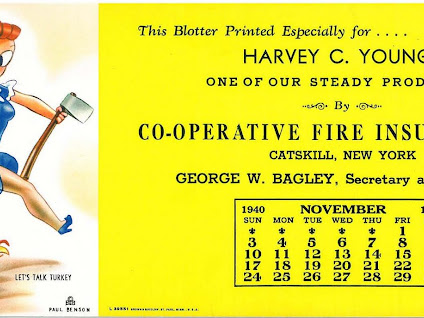 This Blotter Printed Especially for . . . .
HARVEY C. YOUNG
ONE OF OUR STEADY PROD
By
CO-OPERATIVE FIRE INSU
CATSKILL, NEW YORK
GEORGE W. BAGLEY, Secretary a
1940 NOVEMBER 1
SUN MON TUE WED THU FRI
* * * * * 1
3 4 5 6 7 8
10 11 12 13 14 15
17 18 19 20 21 22
24 25 26 27 28 29
LET'S TALK TURKEY
PAUL BENSON